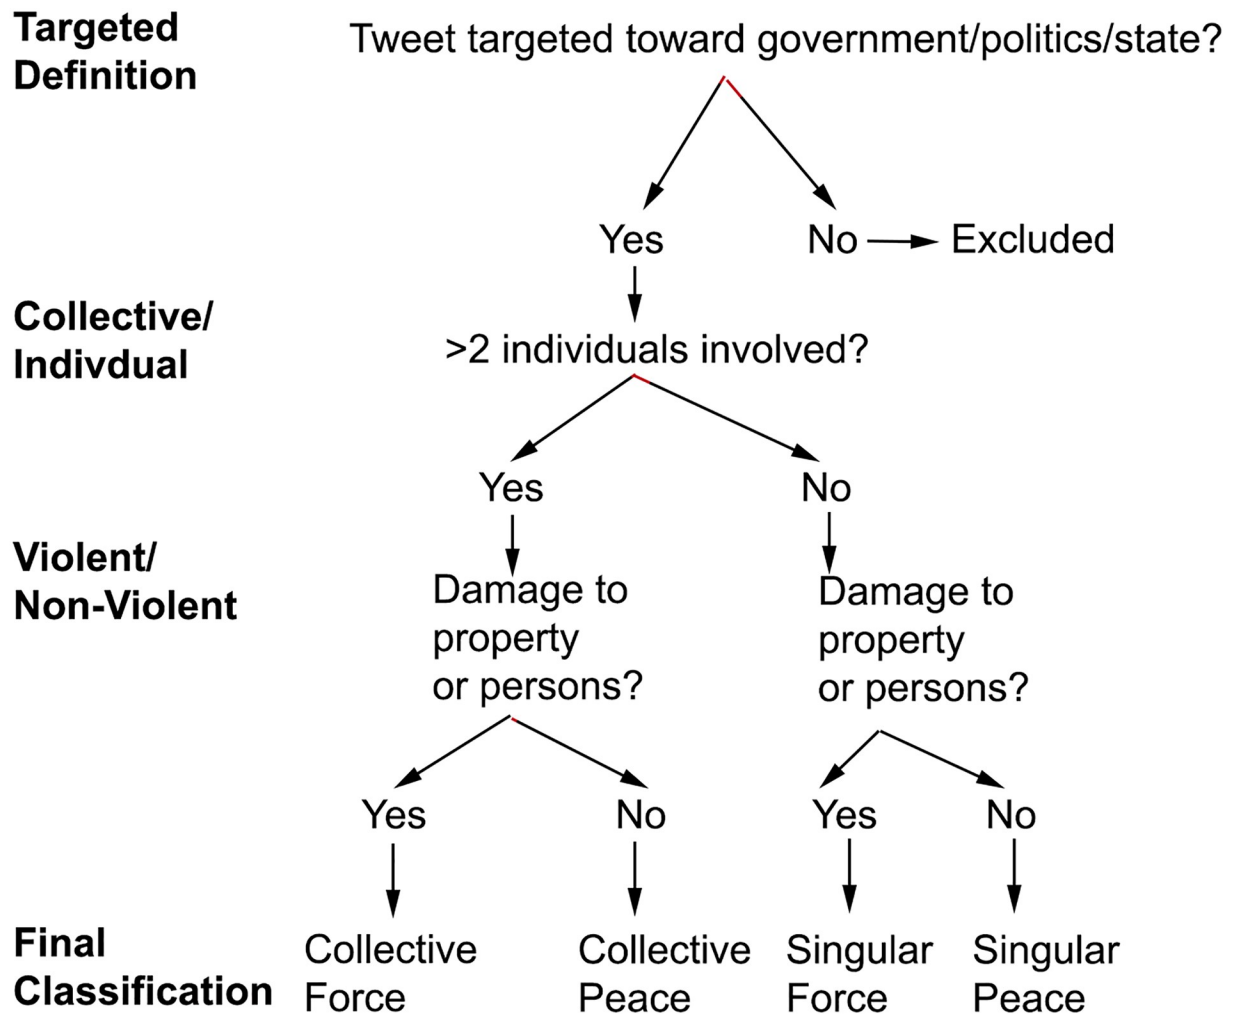 Targeted
Definition
Tweet targeted toward government/politics/state?
Yes
No
Excluded
Collective/
Indivdual
>2 individuals involved?
Yes
No
Violent/
Non-Violent
Damage to
property
or persons?
Damage to
property
or persons?
Yes
No
Yes
No
Final
Classification
Collective
Force
Collective
Peace
Singular
Force
Singular
Peace